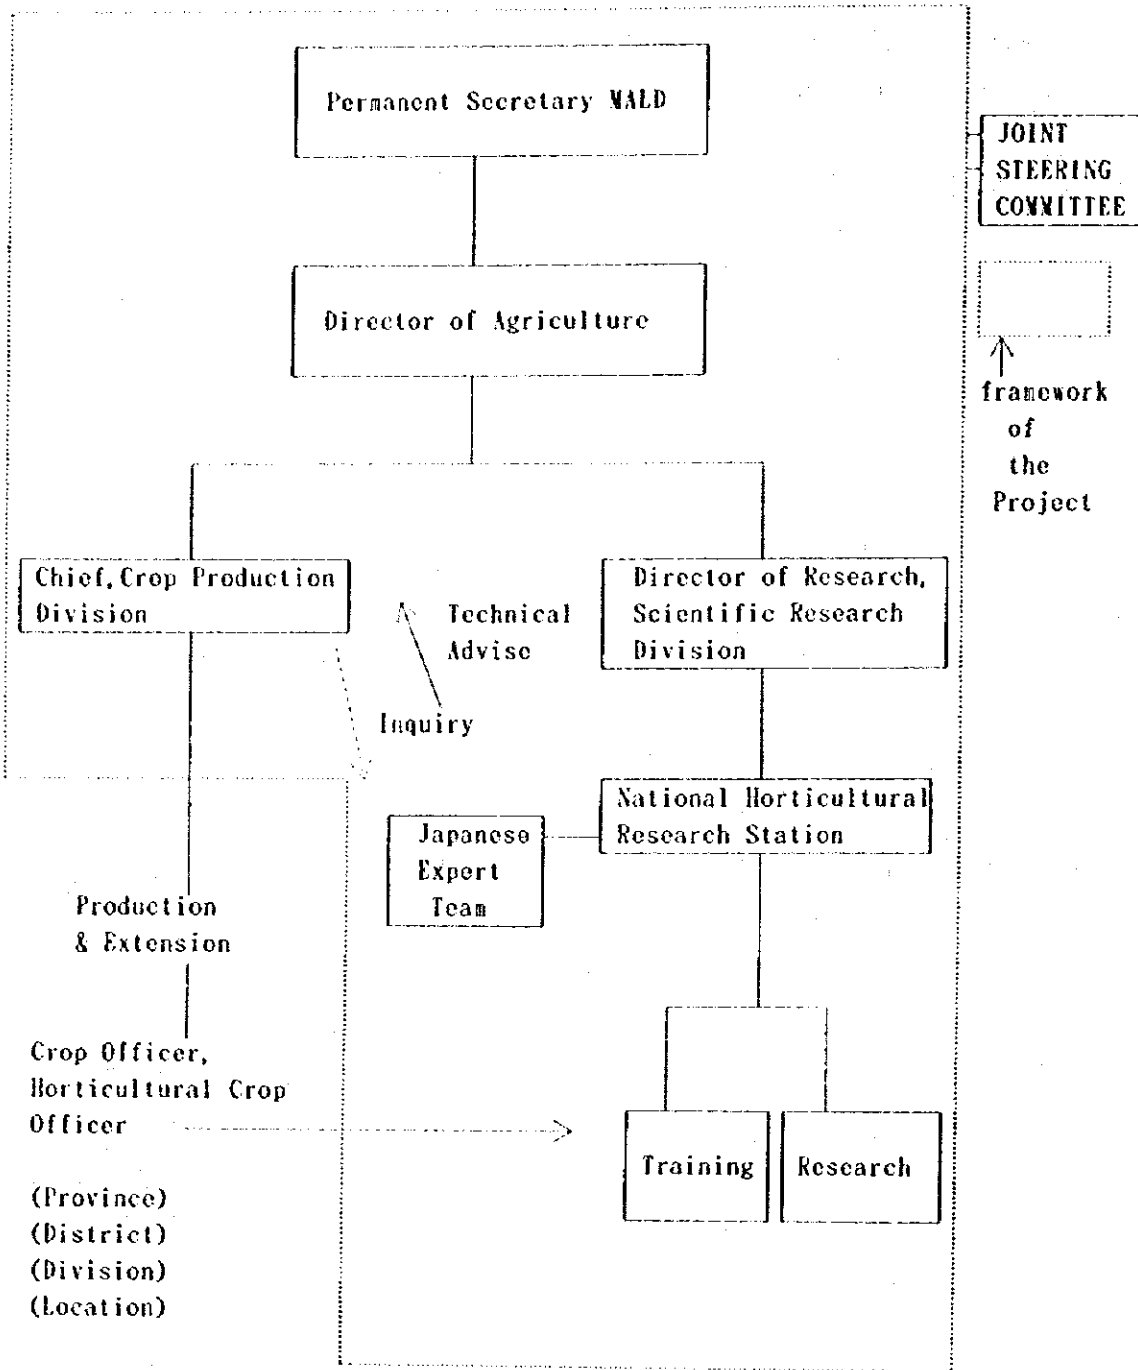 Permanent Secretary MALD
JOINT
STEERING
COMMITTEE
Director of Agriculture
framework
of
the
Project
Chief, Crop Production
Division
Technical
Advise
Director of Research,
Scientific Research
Division
Inquiry
National Horticultural
Research Station
Japanese
Expert
Team
Production
& Extension
Crop Officer,
Horticultural Crop
Officer
Training
Research
(Province)
(District)
(Division)
(Location)